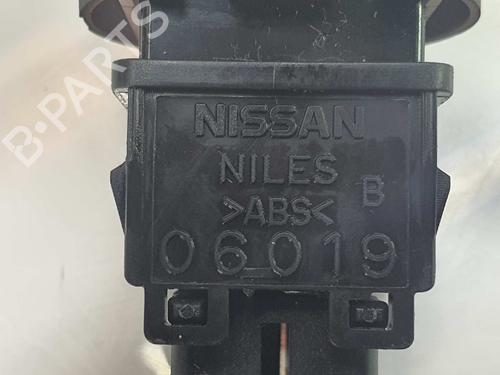 B-PARTS
NISSAN
NILES
>ABS<
B
06019